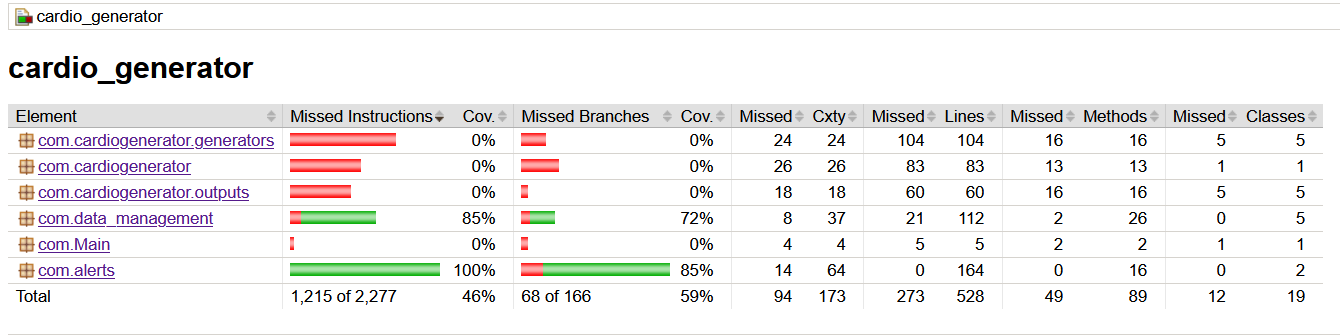 cardio_generator
cardio_generator
Element Missed Instructions Cov. Missed Branches Cov. Missed Cxty Missed Lines Missed Methods Missed Classes
com.cardiogenerator.generators 0% 0% 24 24 104 104 16 16 5 5
com.cardiogenerator 0% 0% 26 26 83 83 13 13 1 1
com.cardiogenerator.outputs 0% 0% 18 18 60 60 16 16 5 5
com.data_management 85% 72% 8 37 21 112 2 26 0 5
com.Main 0% 0% 4 4 5 5 2 2 1 1
com.alerts 100% 85% 14 64 0 164 0 16 0 2
Total 1,215 of 2,277 46% 68 of 166 59% 94 173 273 528 49 89 12 19